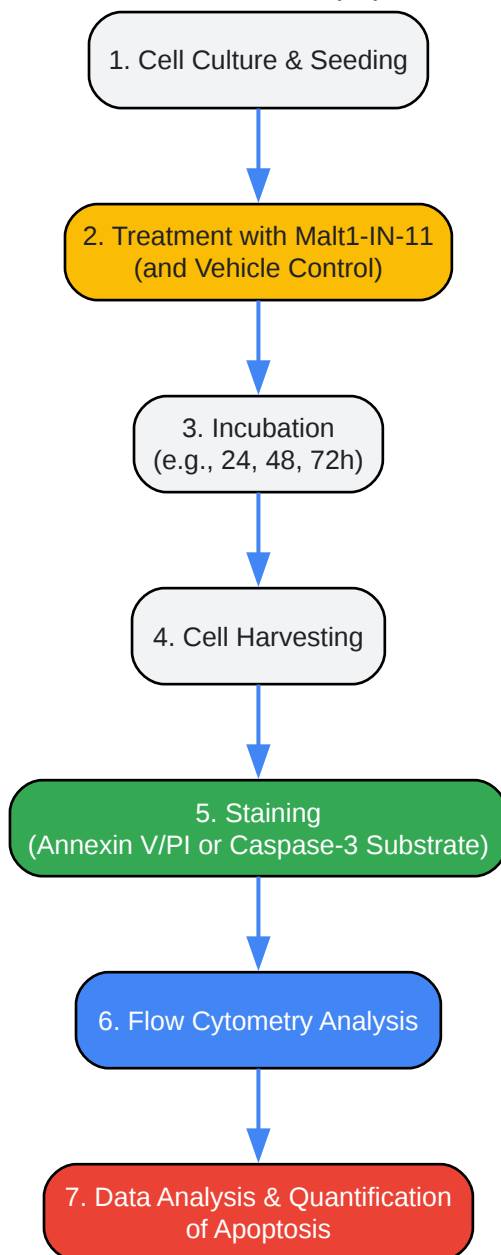 1. Cell Culture & Seeding
2. Treatment with Malt1-IN-11
(and Vehicle Control)
3. Incubation
(e.g., 24, 48, 72h)
4. Cell Harvesting
5. Staining
(Annexin V/PI or Caspase-3 Substrate)
6. Flow Cytometry Analysis
7. Data Analysis & Quantification
of Apoptosis